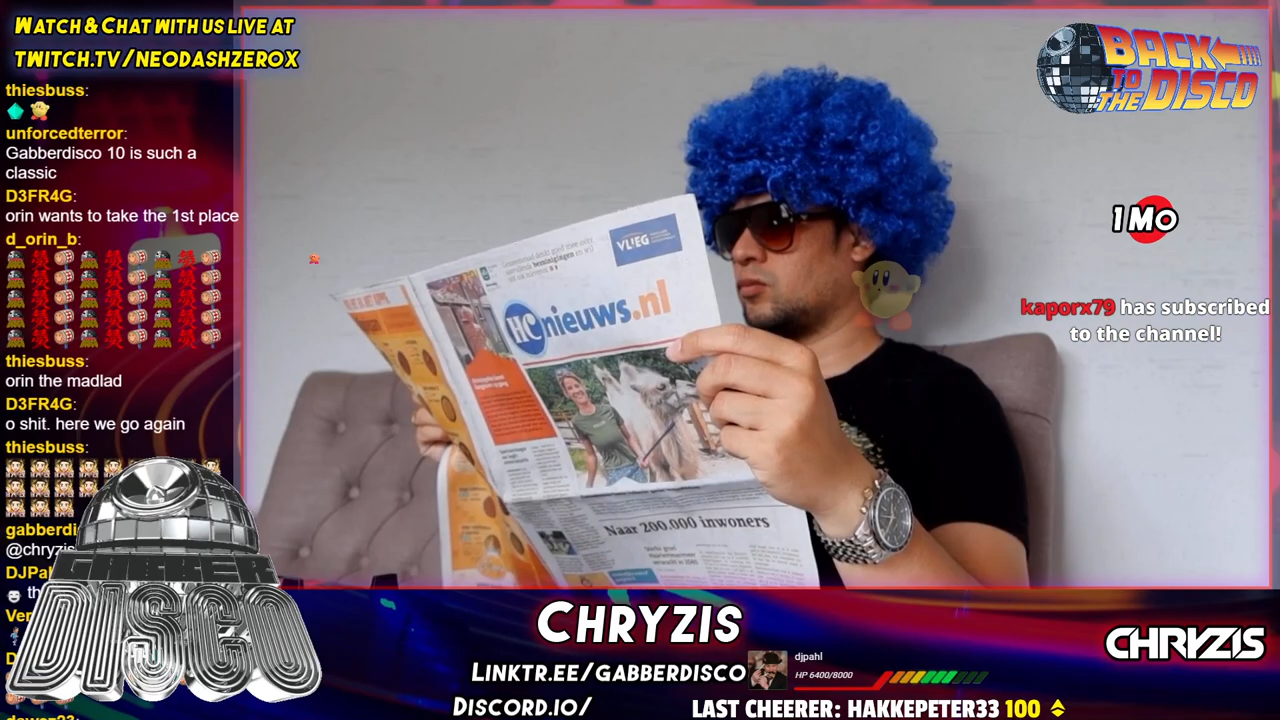 WATCH & CHAT WITH US LIVE AT
TWITCH.TV/NEODASHZEROX
thiesbuss:
unforcedterror:
Gabberdisco 10 is such a
classic
D3FR4G:
orin wants to take the 1st place
d_orin_b:
thiesbuss:
orin the madlad
D3FR4G:
o shit. here we go again
thiesbuss:
@chryzis
GABBER
DISCO
BACK
TO
THE DISCO
1 MO
kaporx79 has subscribed
to the channel!
VLIEG
HCnieuws.nl
Naar 200.000 inwoners
CHRYZIS
LINKTR.EE/GABBERDISCO
DISCORD.IO/
djpahl
HP 6400/8000
LAST CHEERER: HAKKEPETER33 100
CHRYZIS